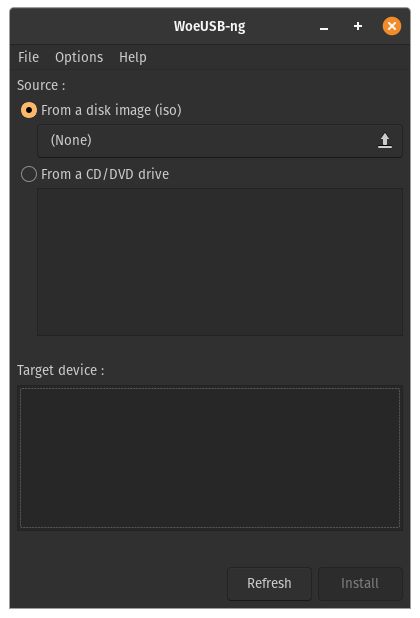 WoeUSB-ng
File Options Help
Source :
From a disk image (iso)
(None)
From a CD/DVD drive
Target device :
Refresh Install